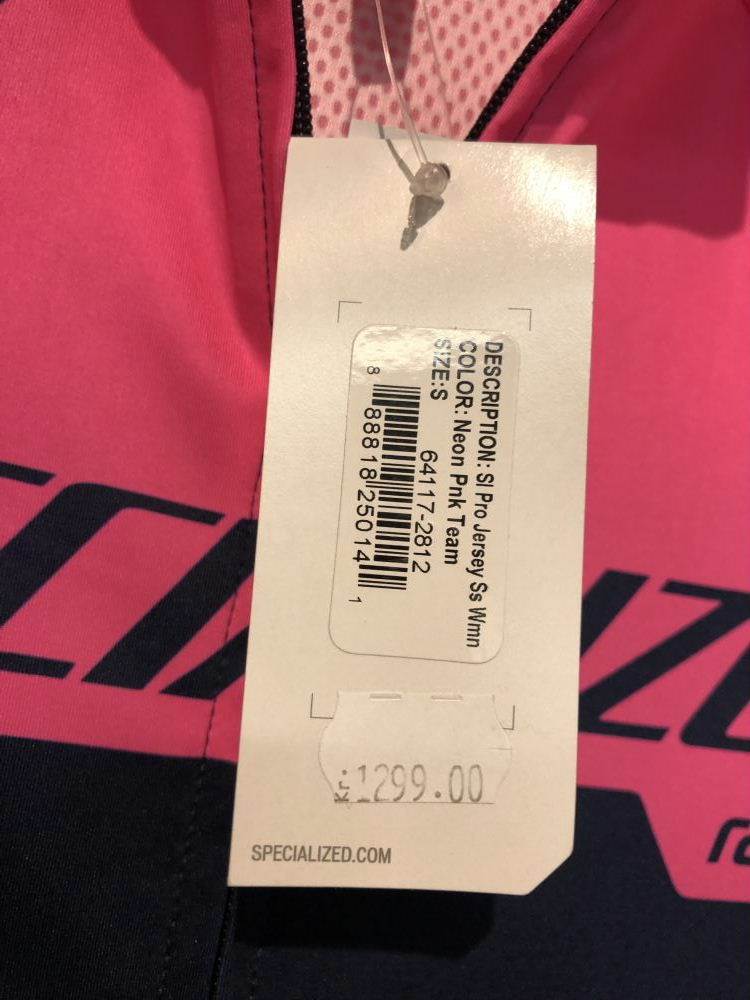 DESCRIPTION: Sl Pro Jersey Ss Wmn
COLOR: Neon Pnk Team
SIZE:S
64117-2812
8 88818 25014 1
Kr.
1299.00
SPECIALIZED.COM